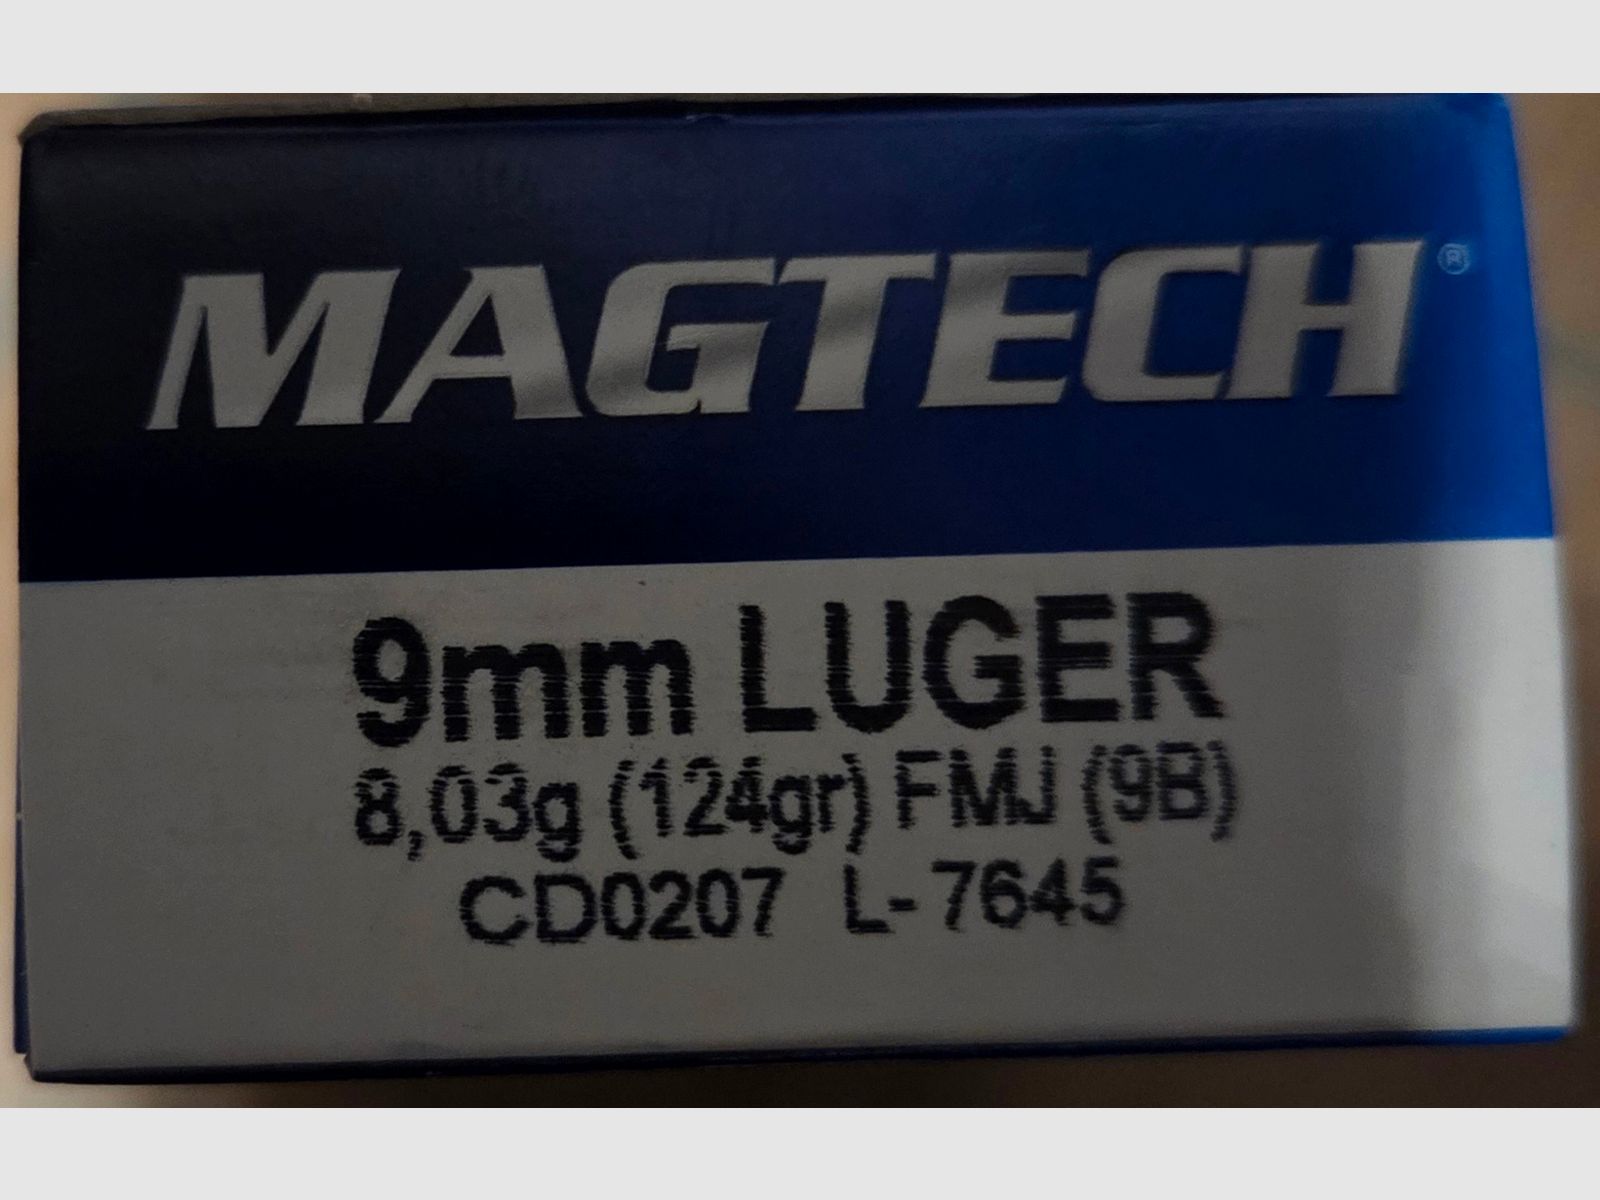 MAGTECH®
9mm LUGER
8,03g (124gr) FMJ (9B)
CD0207 L-7645